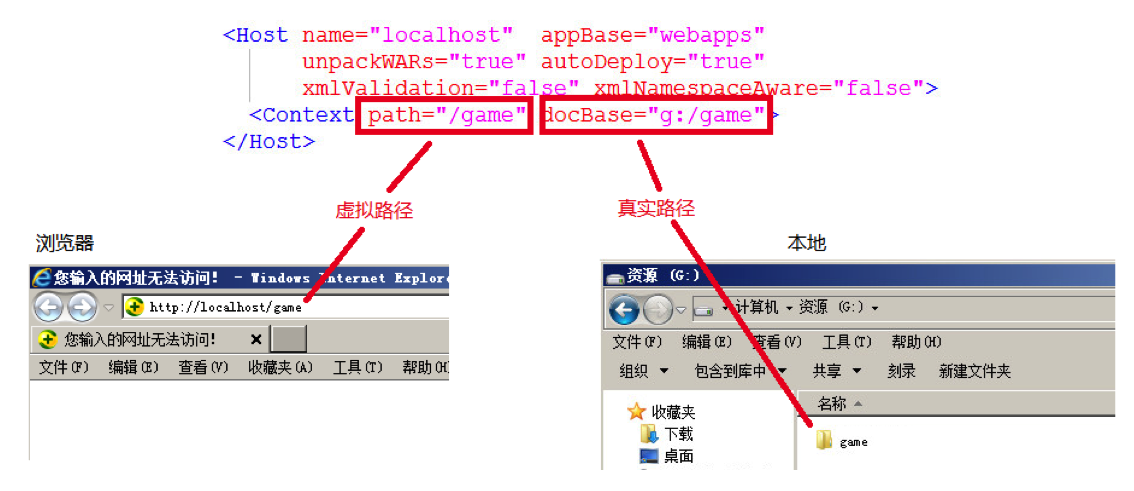 <Host name="localhost"  appBase="webapps"
unpackWARs="true" autoDeploy="true"
xmlValidation="false" xmlNamespaceAware="false">
<Context path="/game" docBase="g:/game">
</Host>
虚拟路径
真实路径
浏览器
您输入的网址无法访问! - Windows Internet Explor
http://localhost/game
您输入的网址无法访问! ×
文件(F) 编辑(E) 查看(V) 收藏夹(A) 工具(T) 帮助(H)
本地
资源 (G:)
计算机 资源 (G:)
文件(F) 编辑(E) 查看(V) 工具(T) 帮助(H)
组织 包含到库中 共享 刻录 新建文件夹
收藏夹
下载
桌面
名称
game